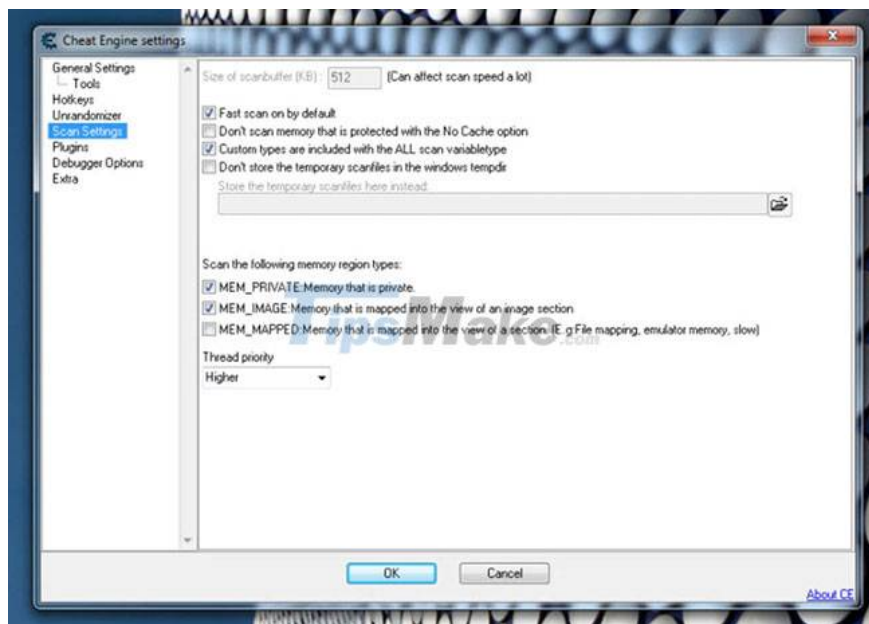 Cheat Engine settings
General Settings
Tools
Hotkeys
Unrandomizer
Scan Settings
Plugins
Debugger Options
Extra
Size of scanbuffer (KB) : 512 (Can affect scan speed a lot)
Fast scan on by default
Don't scan memory that is protected with the No Cache option
Custom types are included with the ALL scan variabletype
Don't store the temporary scanfiles in the windows tempdir
Store the temporary scanfiles here instead:
Scan the following memory region types:
MEM_PRIVATE:Memory that is private.
MEM_IMAGE:Memory that is mapped into the view of an image section
MEM_MAPPED:Memory that is mapped into the view of a section. (E.g:File mapping, emulator memory, slow)
TipsMake.com
Thread priority
Higher
OK
Cancel
About CE